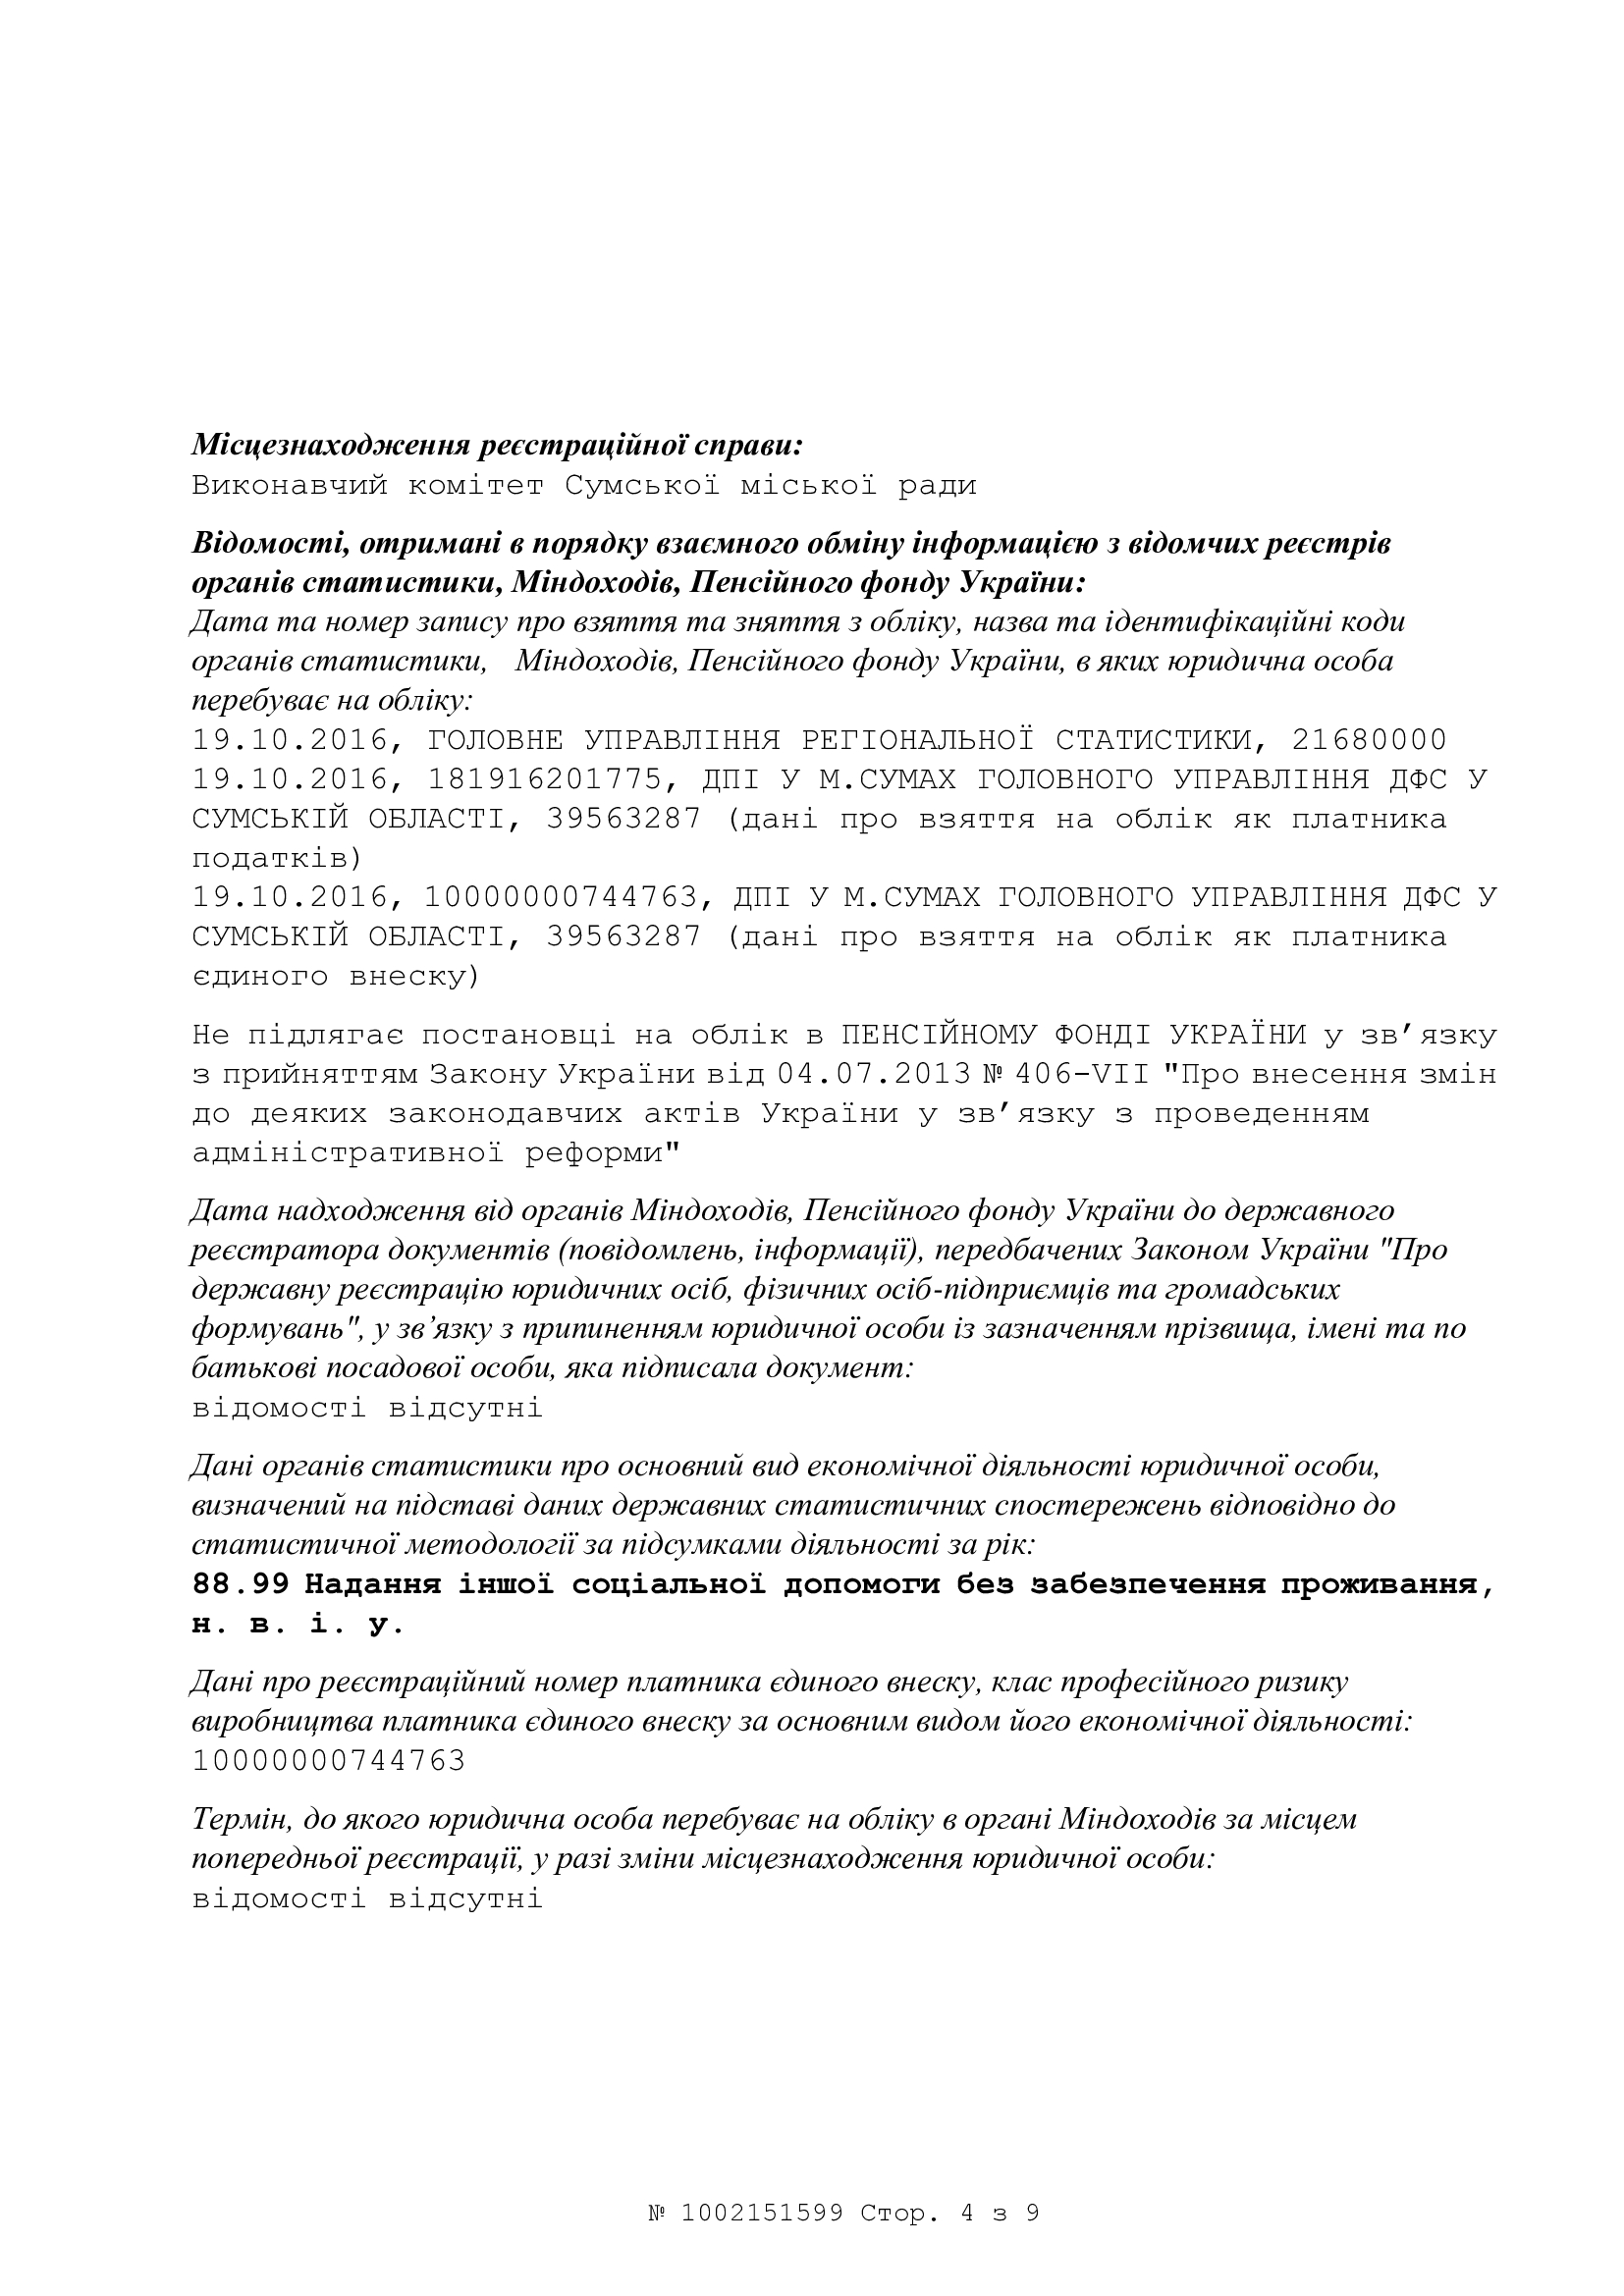 Місцезнаходження реєстраційної справи:
Виконавчий комітет Сумської міської ради
Відомості, отримані в порядку взаємного обміну інформацією з відомчих реєстрів
органів статистики, Міндоходів, Пенсійного фонду України:
Дата та номер запису про взяття та зняття з обліку, назва та ідентифікаційні коди
органів статистики, Міндоходів, Пенсійного фонду України, в яких юридична особа
перебуває на обліку:
19.10.2016, ГОЛОВНЕ УПРАВЛІННЯ РЕГІОНАЛЬНОЇ СТАТИСТИКИ, 21680000
19.10.2016, 181916201775, ДПІ У М.СУМАХ ГОЛОВНОГО УПРАВЛІННЯ ДФС У
СУМСЬКІЙ ОБЛАСТІ, 39563287 (дані про взяття на облік як платника
податків)
19.10.2016, 10000000744763, ДПІ У М.СУМАХ ГОЛОВНОГО УПРАВЛІННЯ ДФС У
СУМСЬКІЙ ОБЛАСТІ, 39563287 (дані про взяття на облік як платника
єдиного внеску)
Не підлягає постановці на облік в ПЕНСІЙНОМУ ФОНДІ УКРАЇНИ у зв’язку
з прийняттям Закону України від 04.07.2013 № 406-VII "Про внесення змін
до деяких законодавчих актів України у зв’язку з проведенням
адміністративної реформи"
Дата надходження від органів Міндоходів, Пенсійного фонду України до державного
реєстратора документів (повідомлень, інформації), передбачених Законом України "Про
державну реєстрацію юридичних осіб, фізичних осіб-підприємців та громадських
формувань", у зв’язку з припиненням юридичної особи із зазначенням прізвища, імені та по
батькові посадової особи, яка підписала документ:
відомості відсутні
Дані органів статистики про основний вид економічної діяльності юридичної особи,
визначений на підставі даних державних статистичних спостережень відповідно до
статистичної методології за підсумками діяльності за рік:
88.99 Надання іншої соціальної допомоги без забезпечення проживання,
н. в. і. у.
Дані про реєстраційний номер платника єдиного внеску, клас професійного ризику
виробництва платника єдиного внеску за основним видом його економічної діяльності:
10000000744763
Термін, до якого юридична особа перебуває на обліку в органі Міндоходів за місцем
попередньої реєстрації, у разі зміни місцезнаходження юридичної особи:
відомості відсутні
№ 1002151599 Стор. 4 з 9